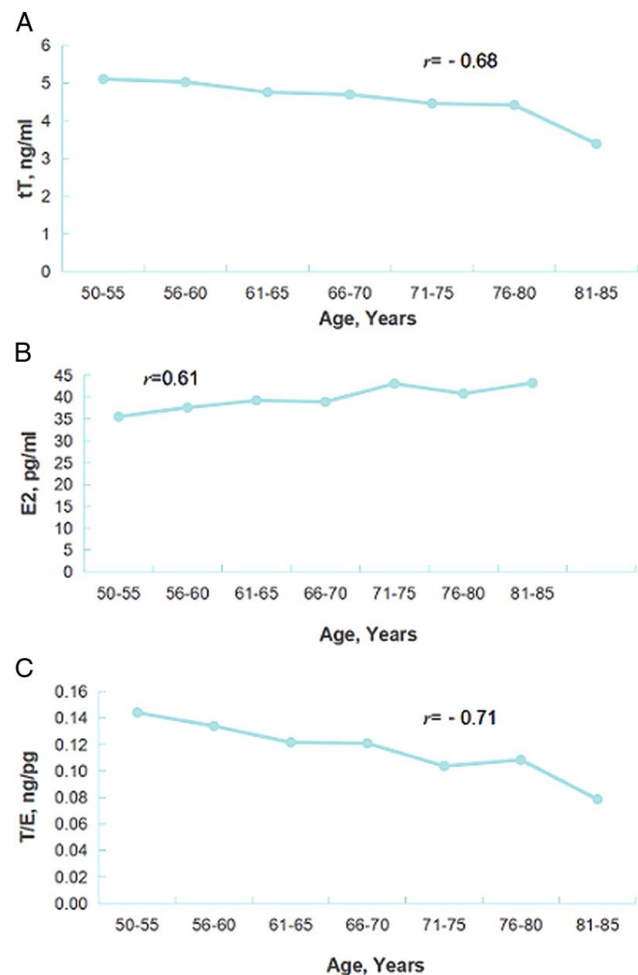 A
6
r= - 0.68
5
4
3
2
1
0
tT, ng/ml
50-55 56-60 61-65 66-70 71-75 76-80 81-85
Age, Years
B
45
r=0.61
40
35
30
25
20
15
10
5
0
E2, pg/ml
50-55 56-60 61-65 66-70 71-75 76-80 81-85
Age, Years
C
0.16
0.14
r= - 0.71
0.12
0.10
0.08
0.06
0.04
0.02
0.00
T/E, ng/pg
50-55 56-60 61-65 66-70 71-75 76-80 81-85
Age, Years